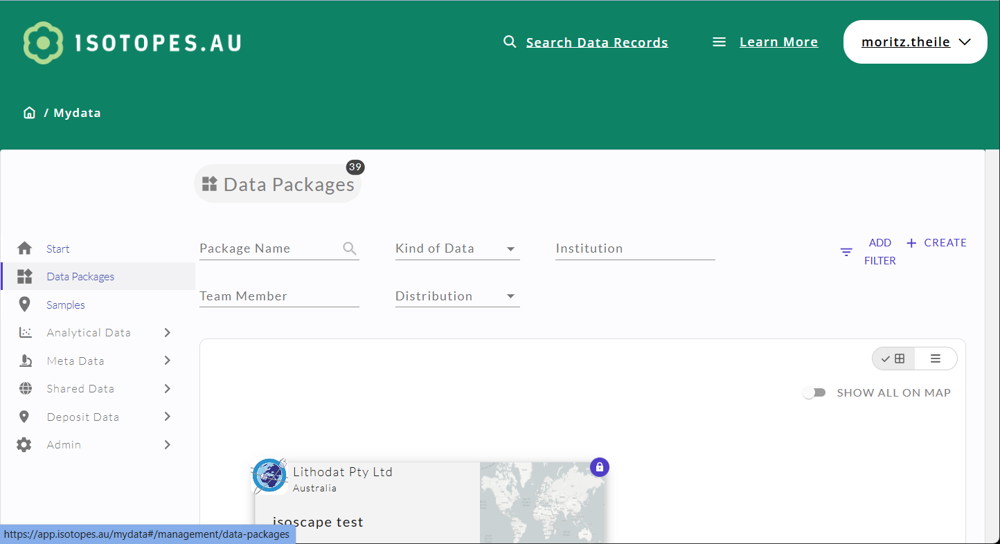 ISOTOPES.AU
Search Data Records
Learn More
moritz.theile
/ Mydata
39
Data Packages
Start
Data Packages
Samples
Analytical Data
Meta Data
Shared Data
Deposit Data
Admin
Package Name
Kind of Data
Institution
ADD
FILTER
CREATE
Team Member
Distribution
SHOW ALL ON MAP
Lithodat Pty Ltd
Australia
isoscape test
https://app.isotopes.au/mydata#/management/data-packages